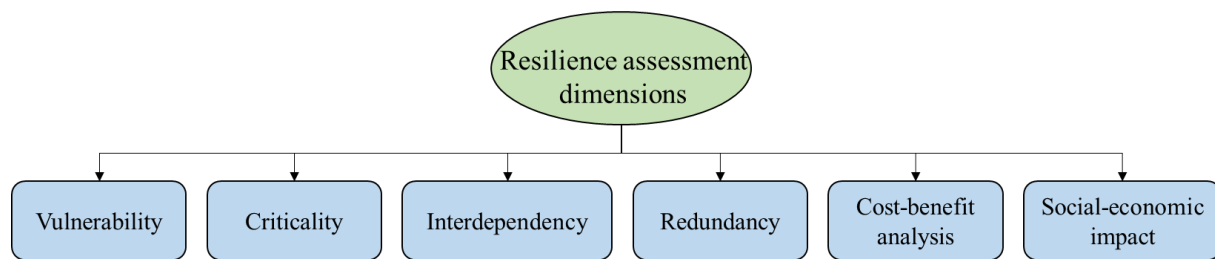 Resilience assessment
dimensions
Vulnerability
Criticality
Interdependency
Redundancy
Cost-benefit
analysis
Social-economic
impact